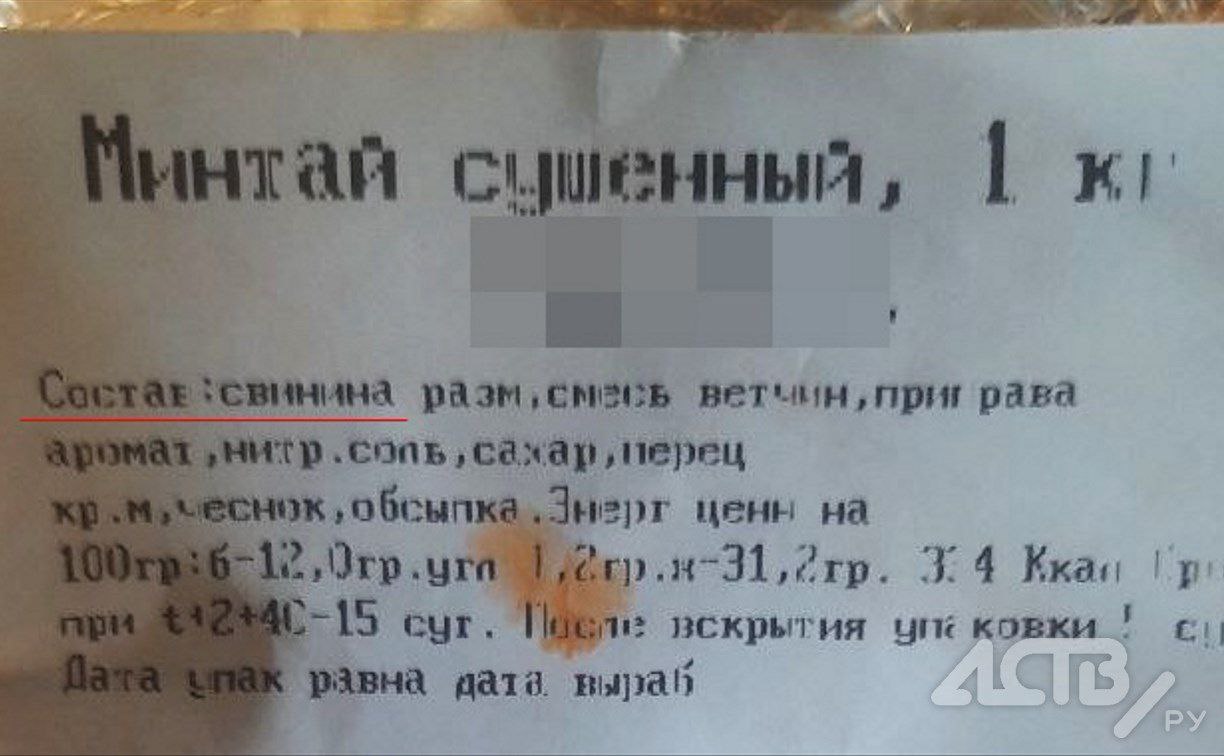 Минтай сушенный, 1 кг
Состав:свинина разм,смесь ветчин,приправа
аромат,нитр.соль,сахар,перец
кр.м,чеснок,обсыпка.Энерг ценн на
100гр:б-12,0гр.угл 1,2гр.ж-31,2гр. Ккал
при t+2+4С-15 сут. После вскрытия упаковки
Дата упак равна дата выраб
АСТВ
РУ